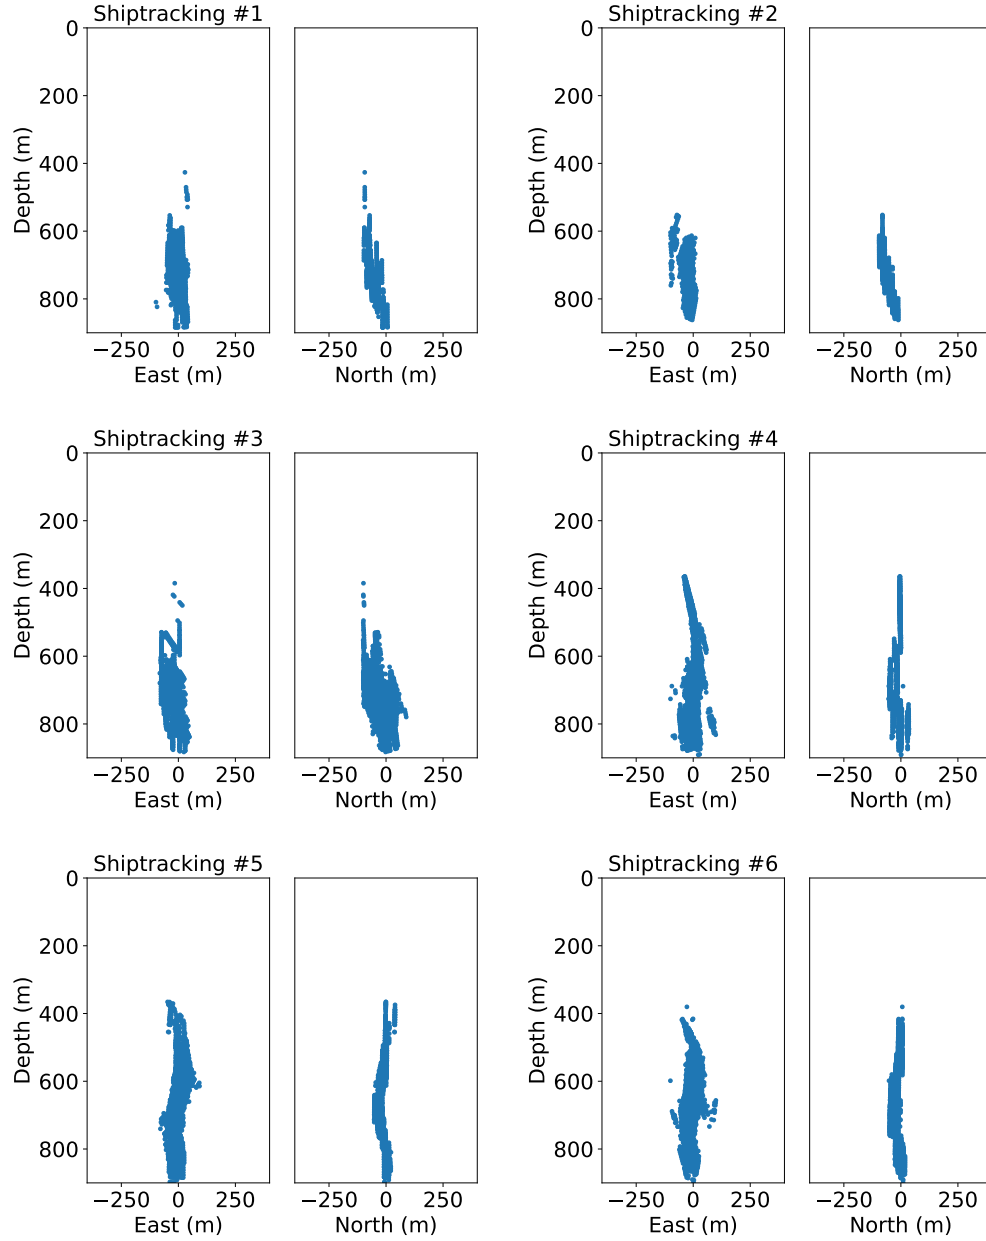 Shiptracking #1
Shiptracking #2
0
200
400
600
800
Depth (m)
−250 0 250
East (m)
−250 0 250
North (m)
0
200
400
600
800
Depth (m)
−250 0 250
East (m)
−250 0 250
North (m)
Shiptracking #3
Shiptracking #4
0
200
400
600
800
Depth (m)
−250 0 250
East (m)
−250 0 250
North (m)
0
200
400
600
800
Depth (m)
−250 0 250
East (m)
−250 0 250
North (m)
Shiptracking #5
Shiptracking #6
0
200
400
600
800
Depth (m)
−250 0 250
East (m)
−250 0 250
North (m)
0
200
400
600
800
Depth (m)
−250 0 250
East (m)
−250 0 250
North (m)